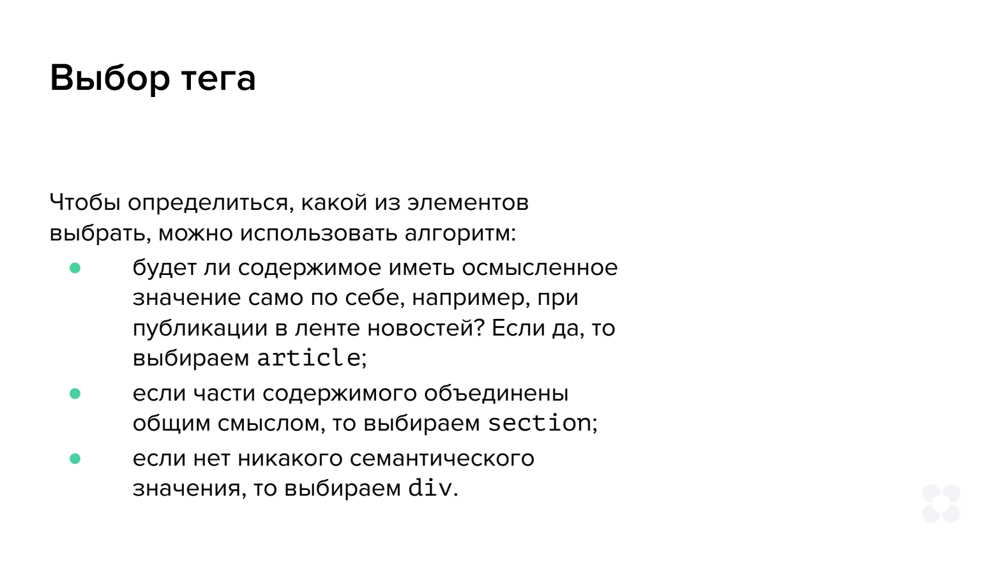 Выбор тега
Чтобы определиться, какой из элементов
выбрать, можно использовать алгоритм:
● будет ли содержимое иметь осмысленное
значение само по себе, например, при
публикации в ленте новостей? Если да, то
выбираем article;
● если части содержимого объединены
общим смыслом, то выбираем section;
● если нет никакого семантического
значения, то выбираем div.